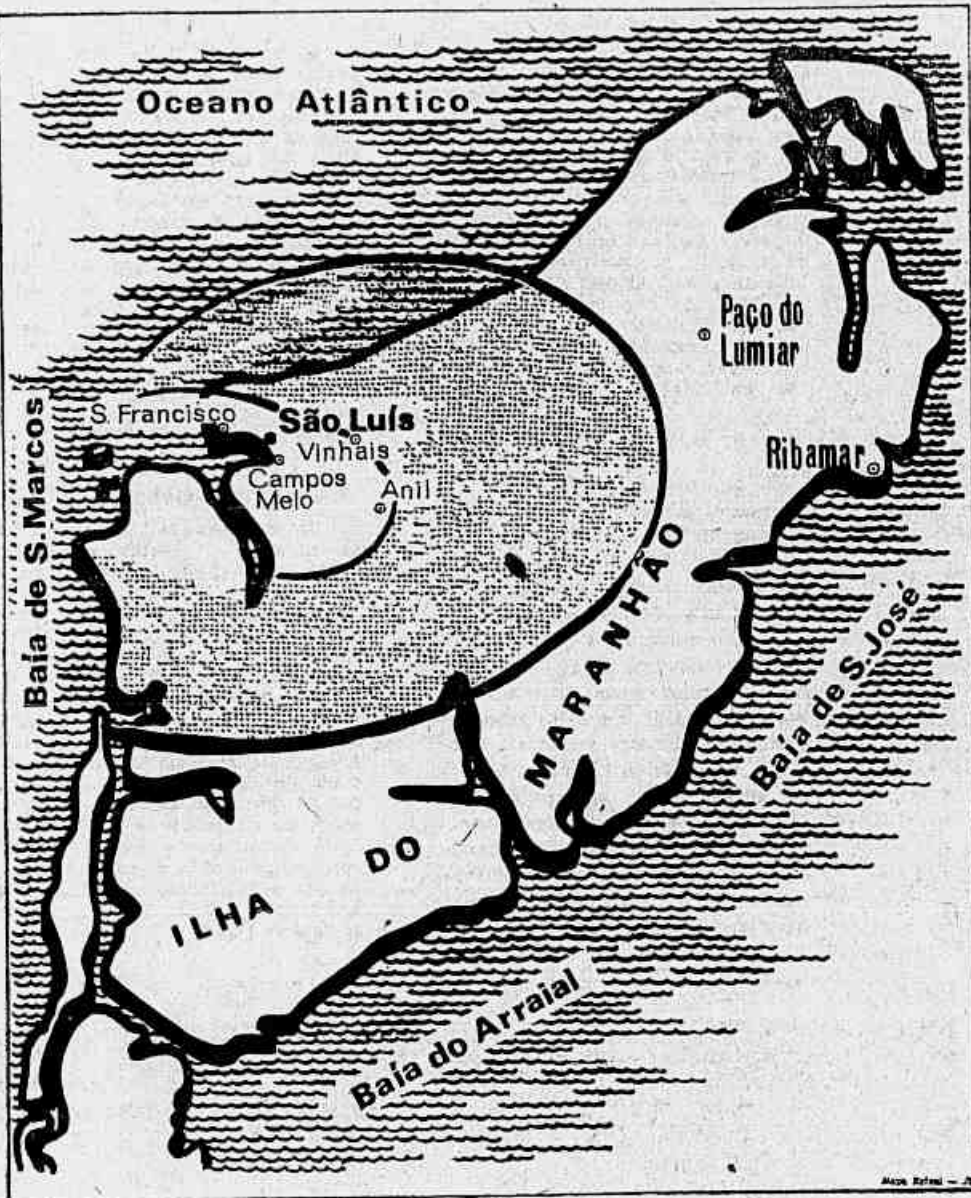 Oceano Atlântico
Paço do
Lumiar
S. Francisco
São Luís
Vinhais
Campos
Melo
Anil
Ribamar
Baía de S. Marcos
ILHA DO MARANHÃO
Baía de S. José
Baía do Arraial